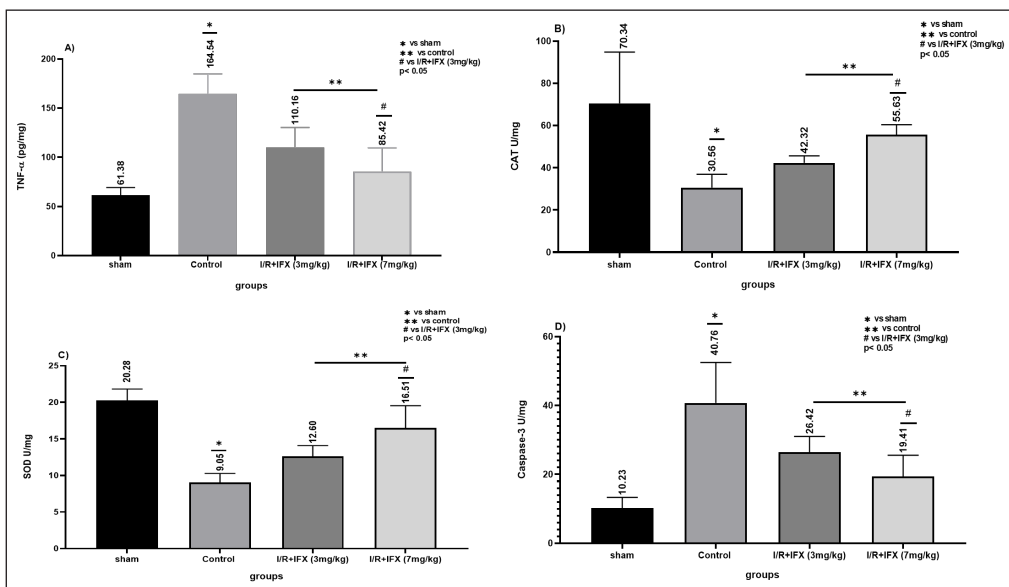 A)
∗ vs sham
∗∗ vs control
# vs I/R+IFX (3mg/kg)
p< 0.05
TNF-α (pg/mg)
200
150
100
50
0
61.38
∗
164.54
110.16
∗∗
#
85.42
sham
Control
I/R+IFX (3mg/kg)
I/R+IFX (7mg/kg)
groups
B)
∗ vs sham
∗∗ vs control
# vs I/R+IFX (3mg/kg)
p< 0.05
CAT U/mg
100
80
60
40
20
0
70.34
∗
30.56
42.32
∗∗
#
55.63
sham
Control
I/R+IFX (3mg/kg)
I/R+IFX (7mg/kg)
groups
C)
∗ vs sham
∗∗ vs control
# vs I/R+IFX (3mg/kg)
p< 0.05
SOD U/mg
25
20
15
10
5
0
20.28
∗
9.05
12.60
∗∗
#
16.51
sham
Control
I/R+IFX (3mg/kg)
I/R+IFX (7mg/kg)
groups
D)
∗ vs sham
∗∗ vs control
# vs I/R+IFX (3mg/kg)
p< 0.05
Caspase-3 U/mg
60
40
20
0
10.23
∗
40.76
26.42
∗∗
#
19.41
sham
Control
I/R+IFX (3mg/kg)
I/R+IFX (7mg/kg)
groups